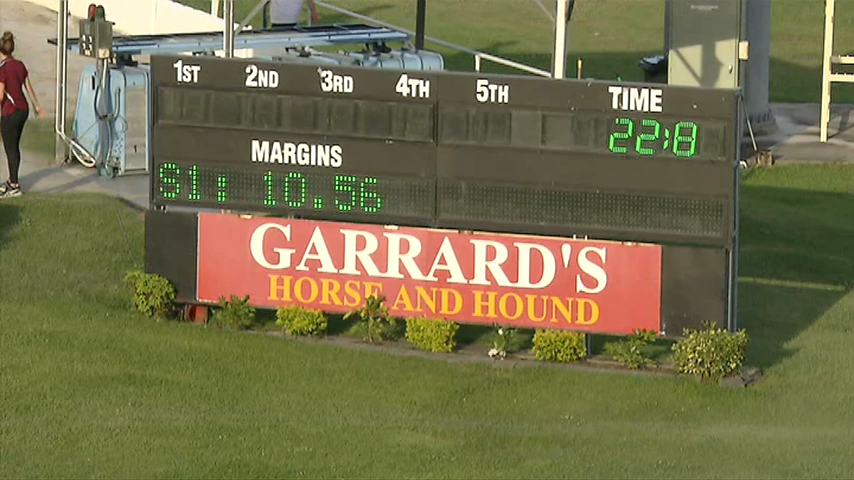 1ST 2ND 3RD 4TH 5TH TIME
22:8
MARGINS
S1: 10.56
GARRARD'S
HORSE AND HOUND